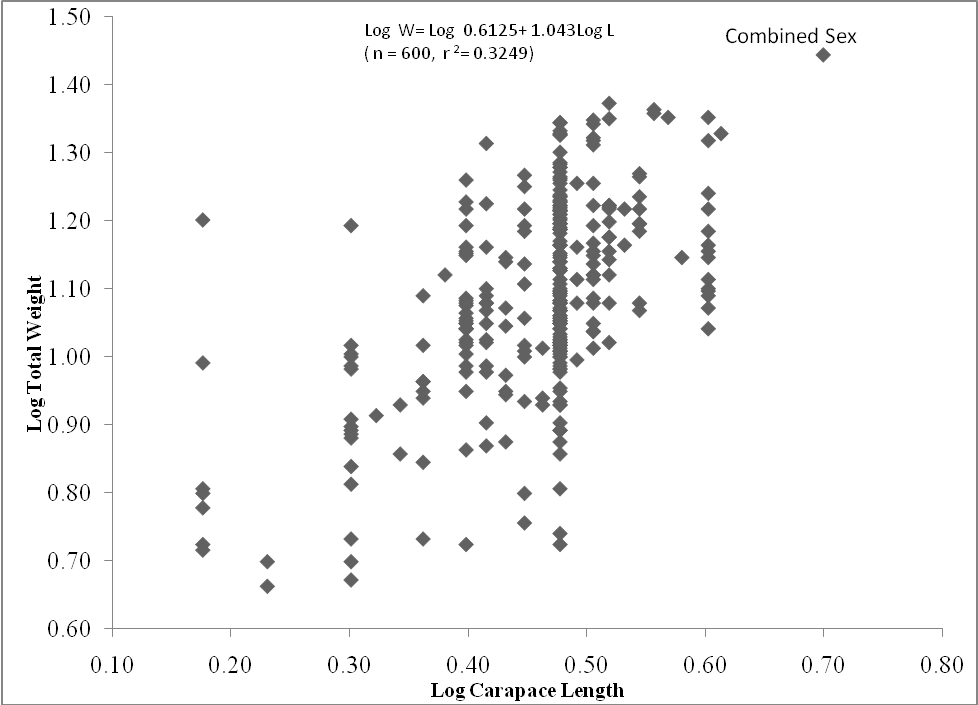 Log W= Log 0.6125+ 1.043Log L
( n = 600, r²= 0.3249)
Combined Sex
1.50
1.40
1.30
1.20
1.10
1.00
0.90
0.80
0.70
0.60
Log Total Weight
0.10 0.20 0.30 0.40 0.50 0.60 0.70 0.80
Log Carapace Length